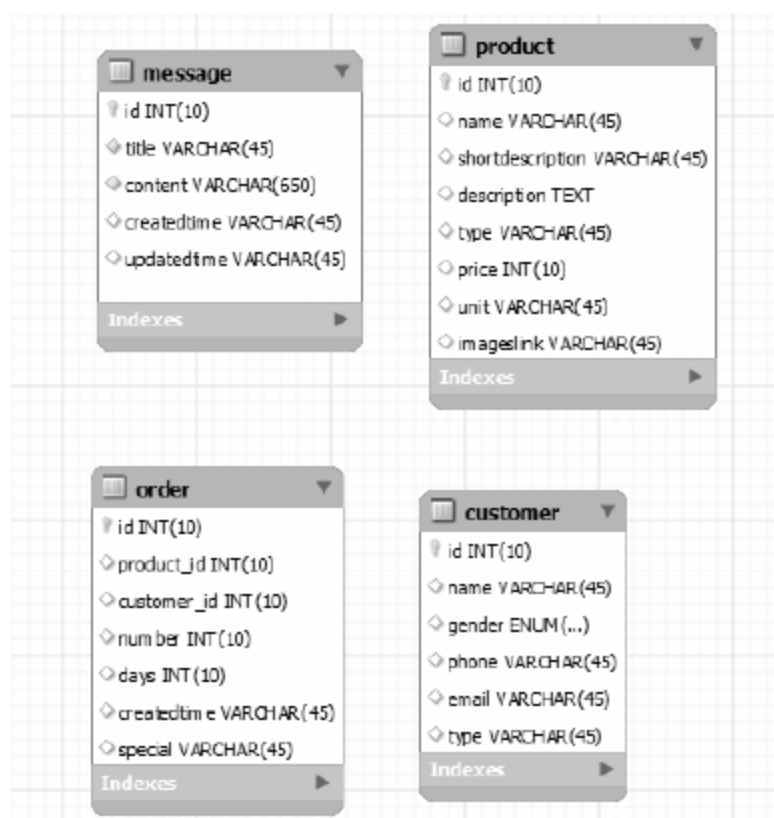 message
id INT(10)
title VARCHAR(45)
content VARCHAR(650)
createdtime VARCHAR(45)
updatedtime VARCHAR(45)
Indexes
product
id INT(10)
name VARCHAR(45)
shortdescription VARCHAR(45)
description TEXT
type VARCHAR(45)
price INT(10)
unit VARCHAR(45)
imageslink VARCHAR(45)
Indexes
order
id INT(10)
product_id INT(10)
customer_id INT(10)
number INT(10)
days INT(10)
createdtime VARCHAR(45)
special VARCHAR(45)
Indexes
customer
id INT(10)
name VARCHAR(45)
gender ENUM(...)
phone VARCHAR(45)
email VARCHAR(45)
type VARCHAR(45)
Indexes